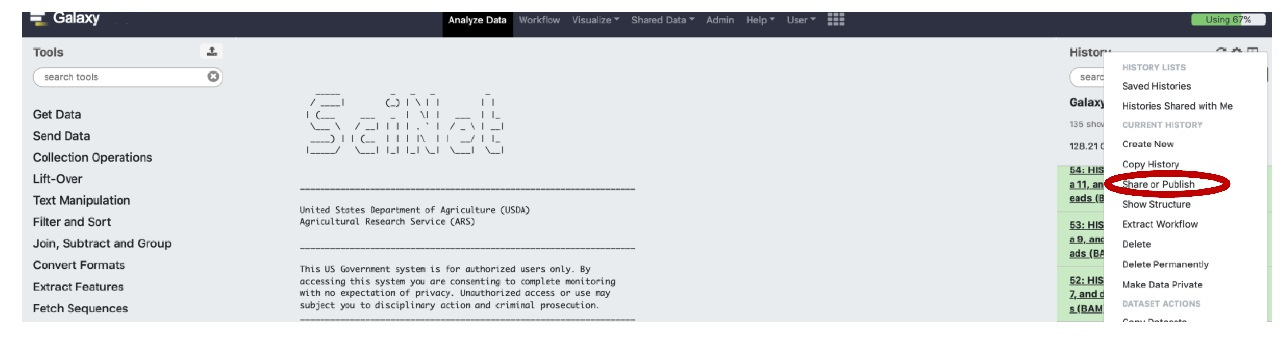 Galaxy
Analyze Data Workflow Visualize Shared Data Admin Help User
Using 67%
Tools
search tools
Get Data
Send Data
Collection Operations
Lift-Over
Text Manipulation
Filter and Sort
Join, Subtract and Group
Convert Formats
Extract Features
Fetch Sequences
SciNet
United States Department of Agriculture (USDA)
Agricultural Research Service (ARS)
This US Government system is for authorized users only. By
accessing this system you are consenting to complete monitoring
with no expectation of privacy. Unauthorized access or use may
subject you to disciplinary action and criminal prosecution.
History
searc
Galaxy
135 show
128.21
54: HIS
a 11, an
eads (B
53: HIS
a 9, and
ads (BA
52: HIS
7, and d
s (BAM
HISTORY LISTS
Saved Histories
Histories Shared with Me
CURRENT HISTORY
Create New
Copy History
Share or Publish
Show Structure
Extract Workflow
Delete
Delete Permanently
Make Data Private
DATASET ACTIONS
Copy Datasets